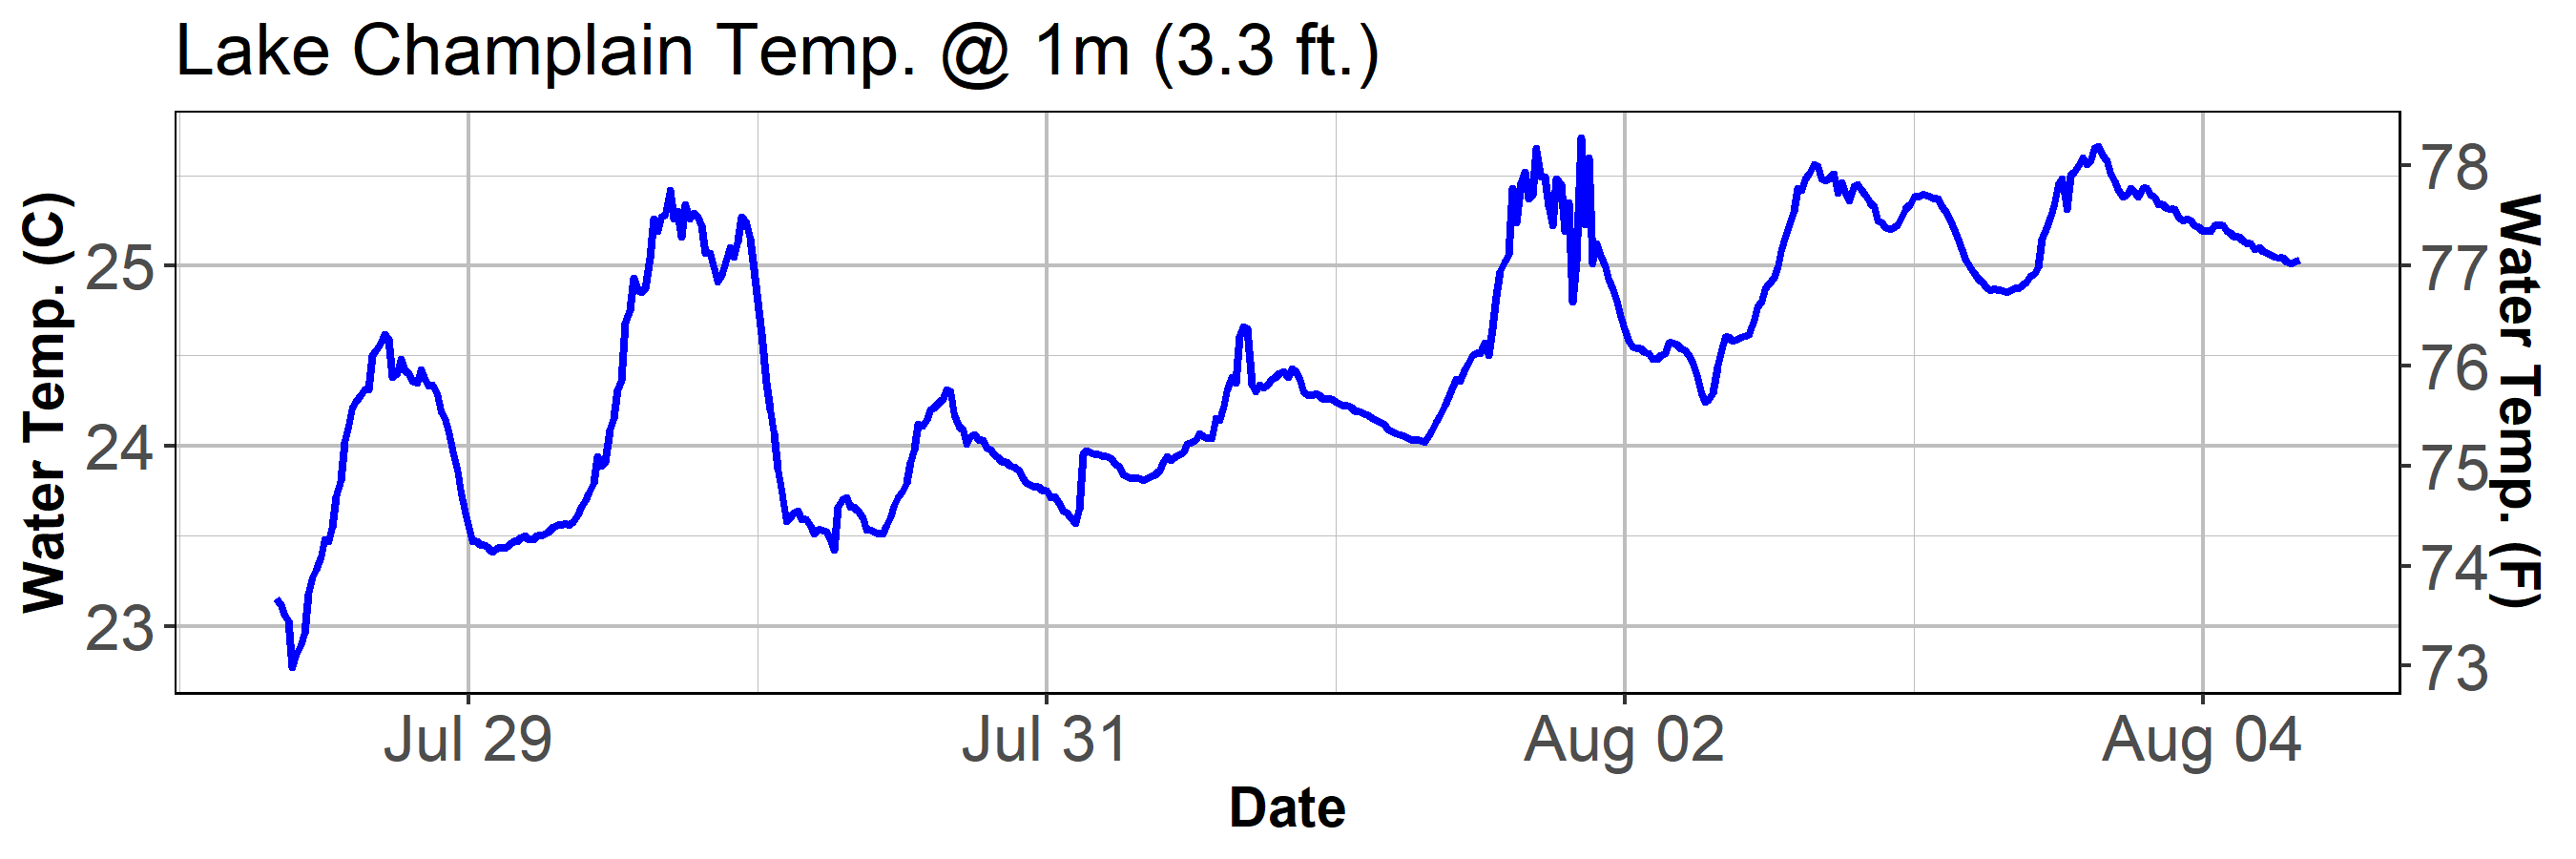 Lake Champlain Temp. @ 1m (3.3 ft.)
Water Temp. (C)
25
24
23
78
77
76
75
74
73
Water Temp. (F)
Jul 29
Jul 31
Aug 02
Aug 04
Date